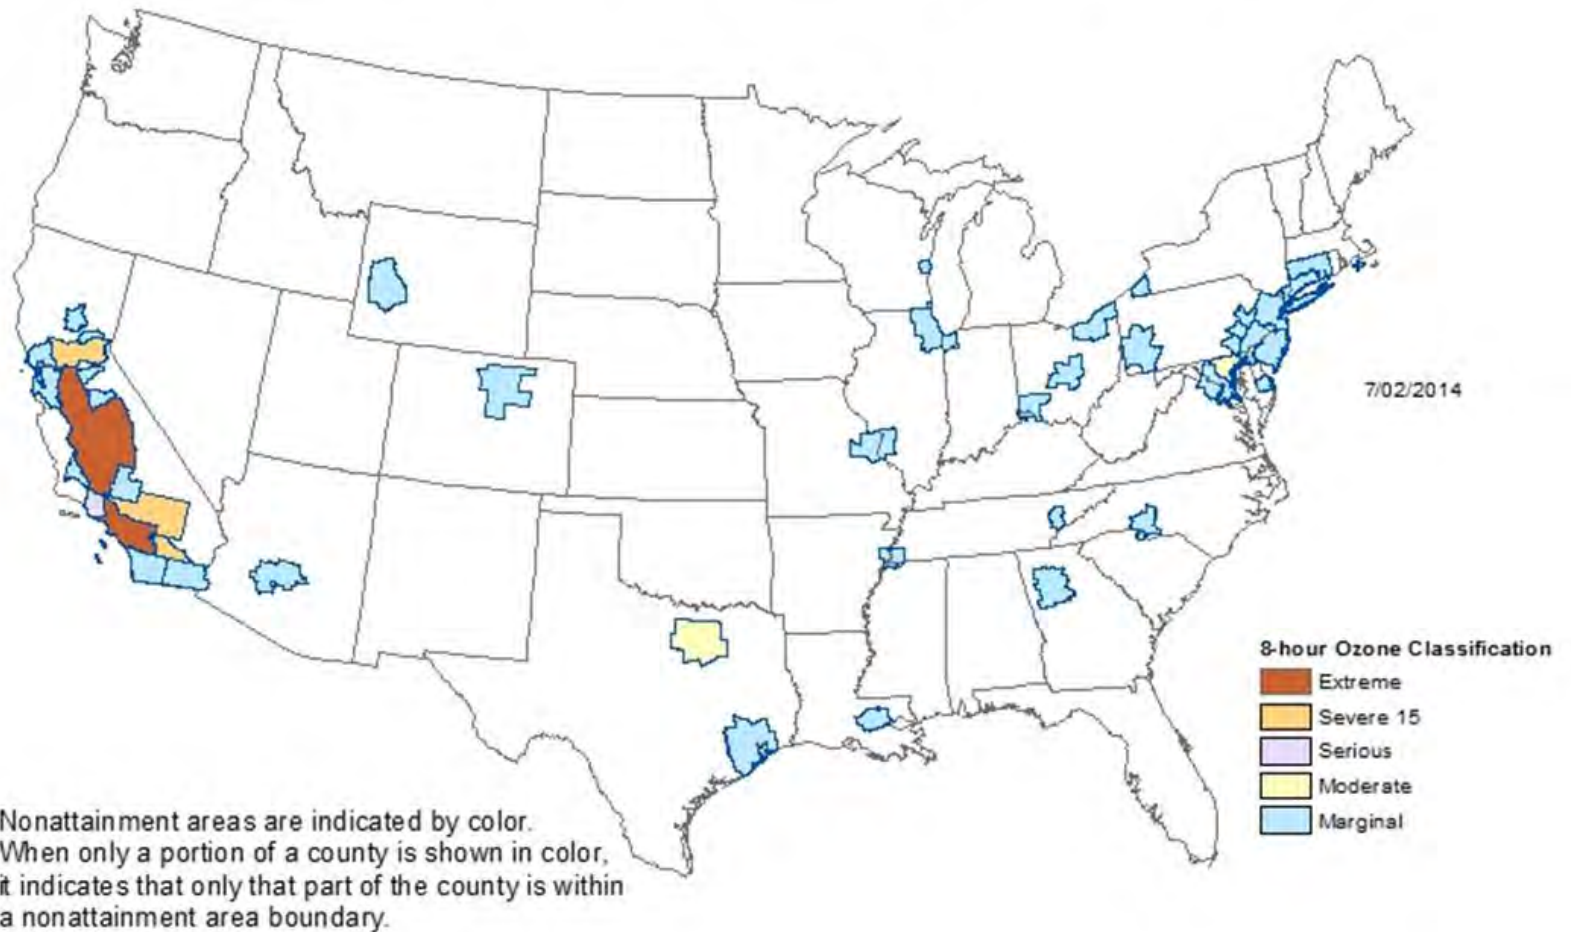 7/02/2014
8-hour Ozone Classification
Extreme
Severe 15
Serious
Moderate
Marginal
Nonattainment areas are indicated by color.
When only a portion of a county is shown in color,
it indicates that only that part of the county is within
a nonattainment area boundary.